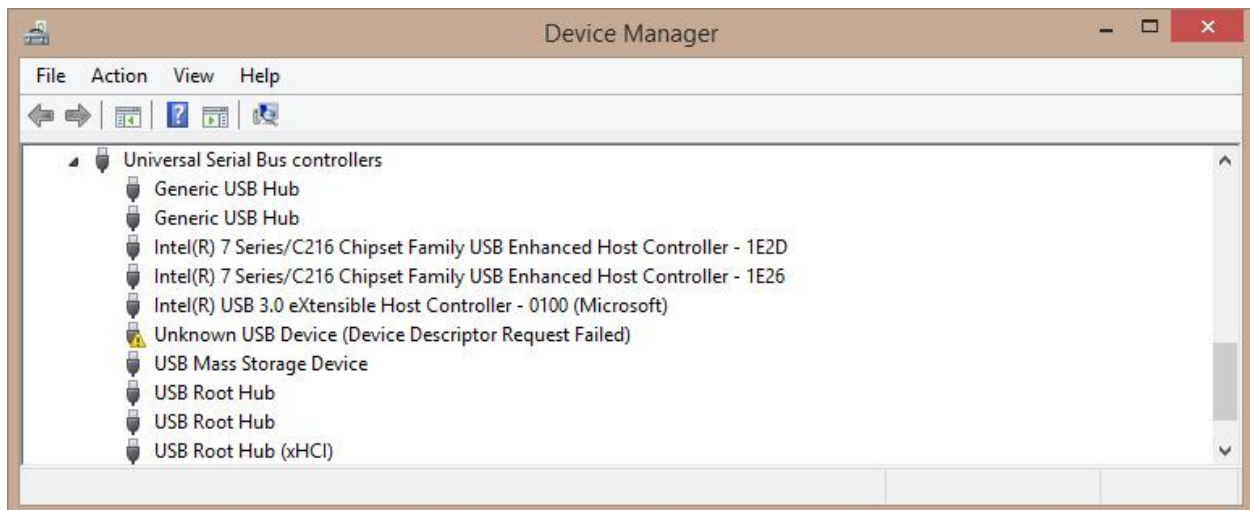 Device Manager
File Action View Help
Universal Serial Bus controllers
Generic USB Hub
Generic USB Hub
Intel(R) 7 Series/C216 Chipset Family USB Enhanced Host Controller - 1E2D
Intel(R) 7 Series/C216 Chipset Family USB Enhanced Host Controller - 1E26
Intel(R) USB 3.0 eXtensible Host Controller - 0100 (Microsoft)
Unknown USB Device (Device Descriptor Request Failed)
USB Mass Storage Device
USB Root Hub
USB Root Hub
USB Root Hub (xHCI)